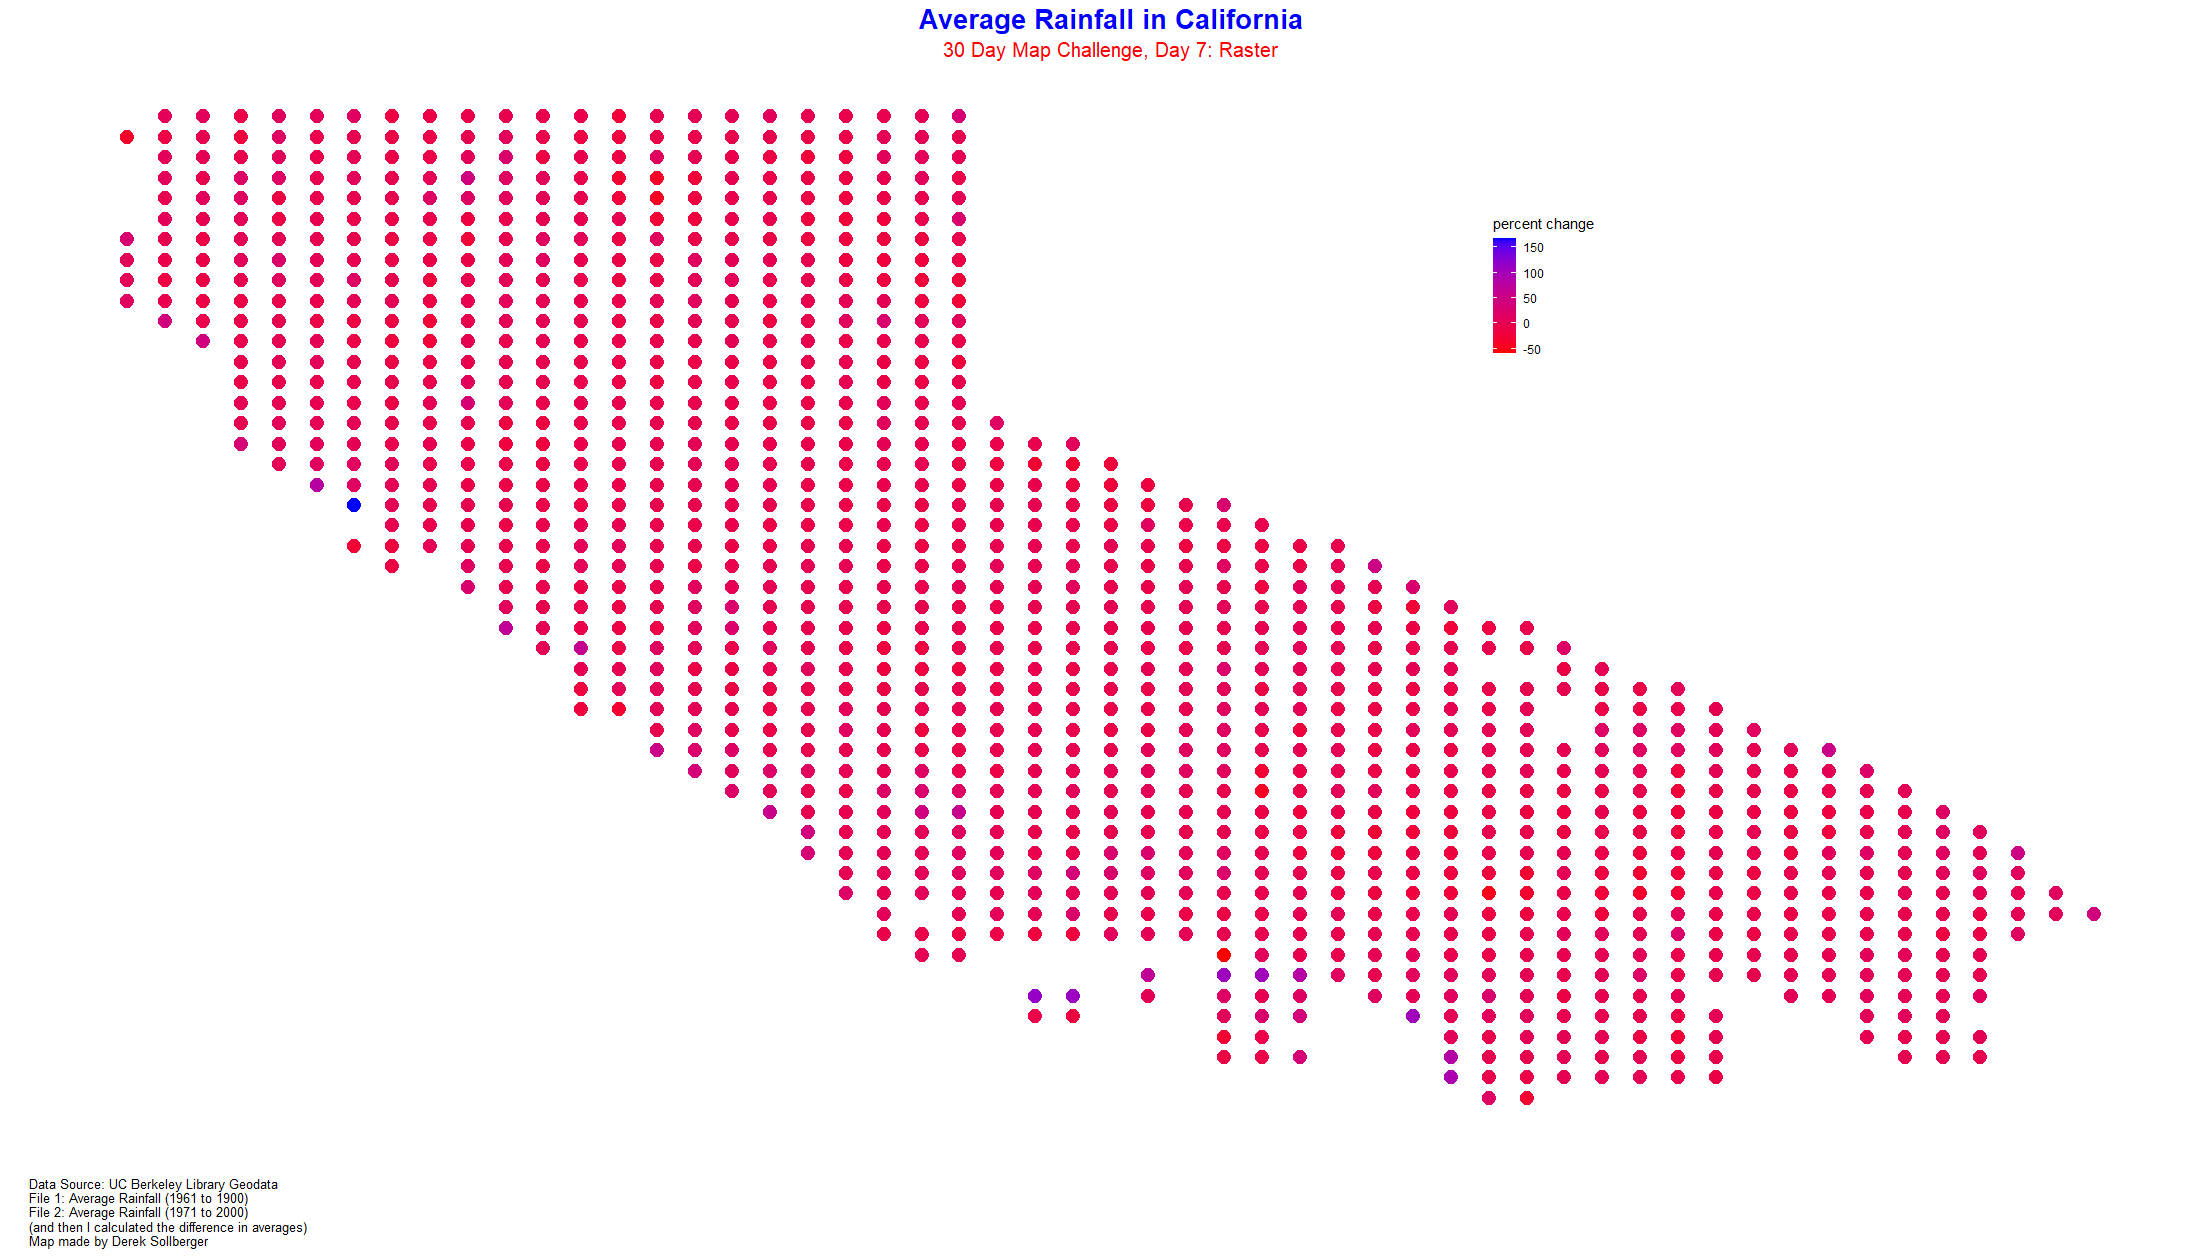 Average Rainfall in California
30 Day Map Challenge, Day 7: Raster
percent change
150
100
50
0
-50
Data Source: UC Berkeley Library Geodata
File 1: Average Rainfall (1961 to 1900)
File 2: Average Rainfall (1971 to 2000)
(and then I calculated the difference in averages)
Map made by Derek Sollberger